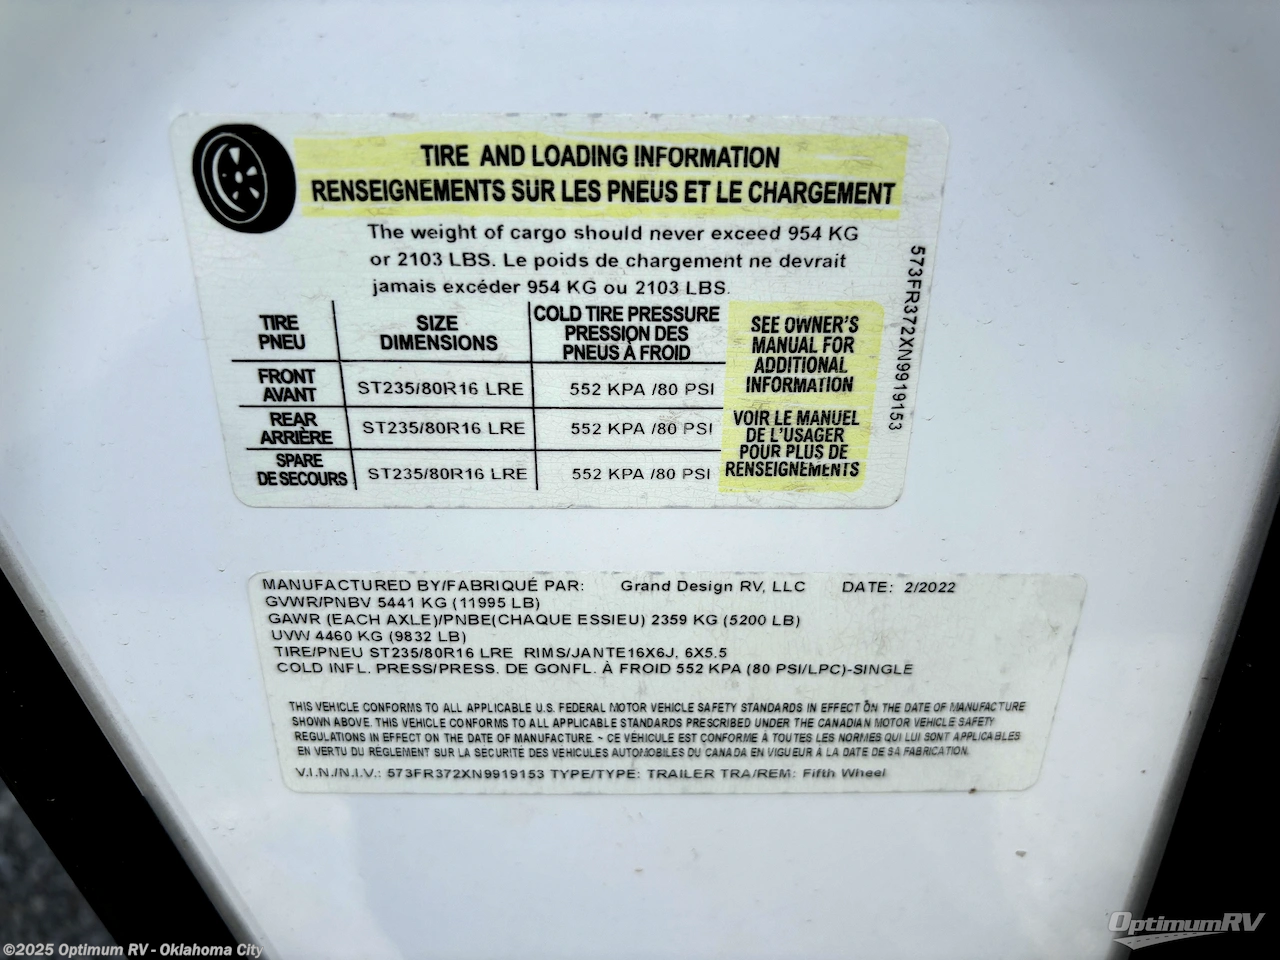 TIRE AND LOADING INFORMATION
RENSEIGNEMENTS SUR LES PNEUS ET LE CHARGEMENT
The weight of cargo should never exceed 954 KG
or 2103 LBS. Le poids de chargement ne devrait
jamais excéder 954 KG ou 2103 LBS.
TIRE
PNEU
SIZE
DIMENSIONS
COLD TIRE PRESSURE
PRESSION DES
PNEUS À FROID
FRONT
AVANT
ST235/80R16 LRE
552 KPA /80 PSI
REAR
ARRIÈRE
ST235/80R16 LRE
552 KPA /80 PSI
SPARE
DE SECOURS
ST235/80R16 LRE
552 KPA /80 PSI
SEE OWNER'S
MANUAL FOR
ADDITIONAL
INFORMATION
VOIR LE MANUEL
DE L'USAGER
POUR PLUS DE
RENSEIGNEMENTS
573FR372XN9919153
MANUFACTURED BY/FABRIQUÉ PAR: Grand Design RV, LLC DATE: 2/2022
GVWR/PNBV 5441 KG (11995 LB)
GAWR (EACH AXLE)/PNBE(CHAQUE ESSIEU) 2359 KG (5200 LB)
UVW 4460 KG (9832 LB)
TIRE/PNEU ST235/80R16 LRE RIMS/JANTE16X6J, 6X5.5
COLD INFL. PRESS/PRESS. DE GONFL. À FROID 552 KPA (80 PSI/LPC)-SINGLE
THIS VEHICLE CONFORMS TO ALL APPLICABLE U.S. FEDERAL MOTOR VEHICLE SAFETY STANDARDS IN EFFECT ON THE DATE OF MANUFACTURE
SHOWN ABOVE. THIS VEHICLE CONFORMS TO ALL APPLICABLE STANDARDS PRESCRIBED UNDER THE CANADIAN MOTOR VEHICLE SAFETY
REGULATIONS IN EFFECT ON THE DATE OF MANUFACTURE. - CE VÉHICULE EST CONFORME À TOUTES LES NORMES QUI LUI SONT APPLICABLES
EN VERTU DU RÈGLEMENT SUR LA SÉCURITÉ DES VÉHICULES AUTOMOBILES DU CANADA EN VIGUEUR À LA DATE DE SA FABRICATION.
V.I.N./N.I.V.: 573FR372XN9919153 TYPE/TYPE: TRAILER TRA/REM: Fifth Wheel
©2025 Optimum RV - Oklahoma City
OptimumRV